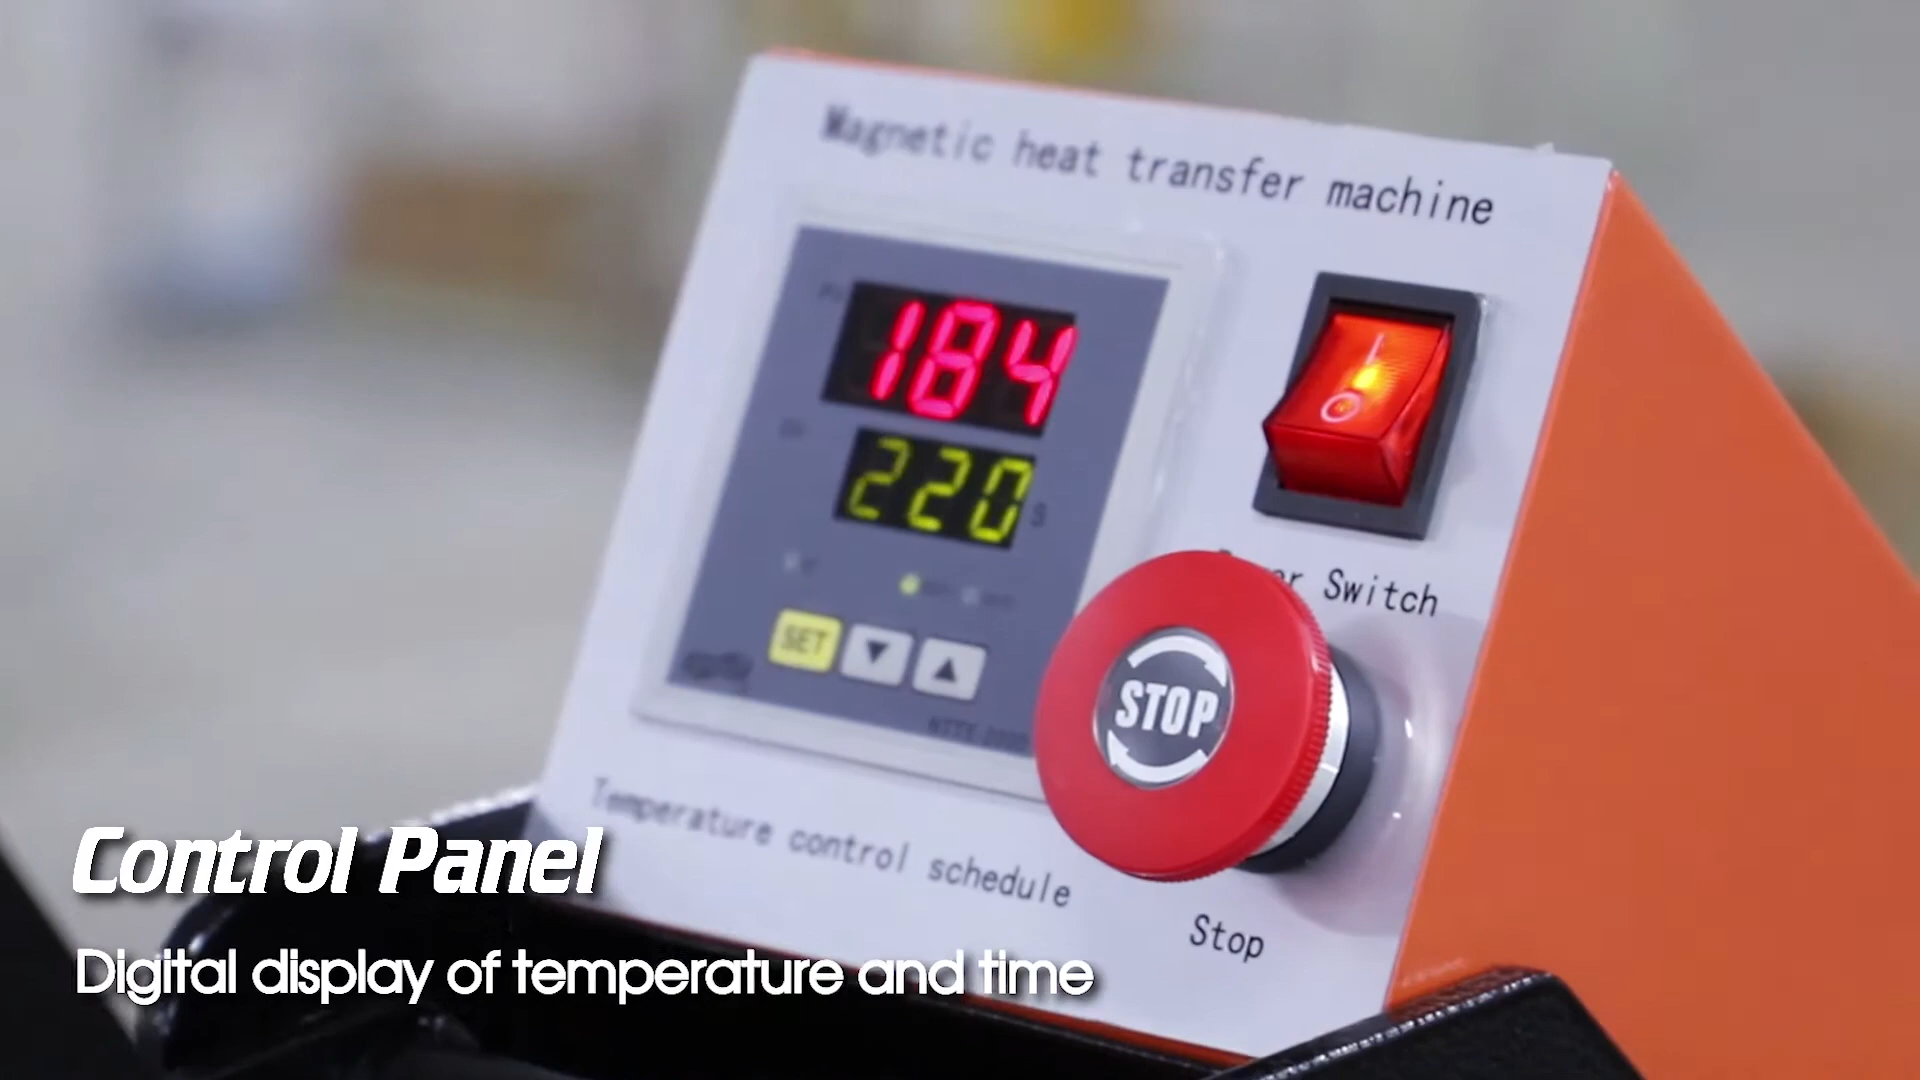 Magnetic heat transfer machine
184
220
S
SET
STOP
Switch
Temperature control schedule
Stop
Control Panel
Digital display of temperature and time